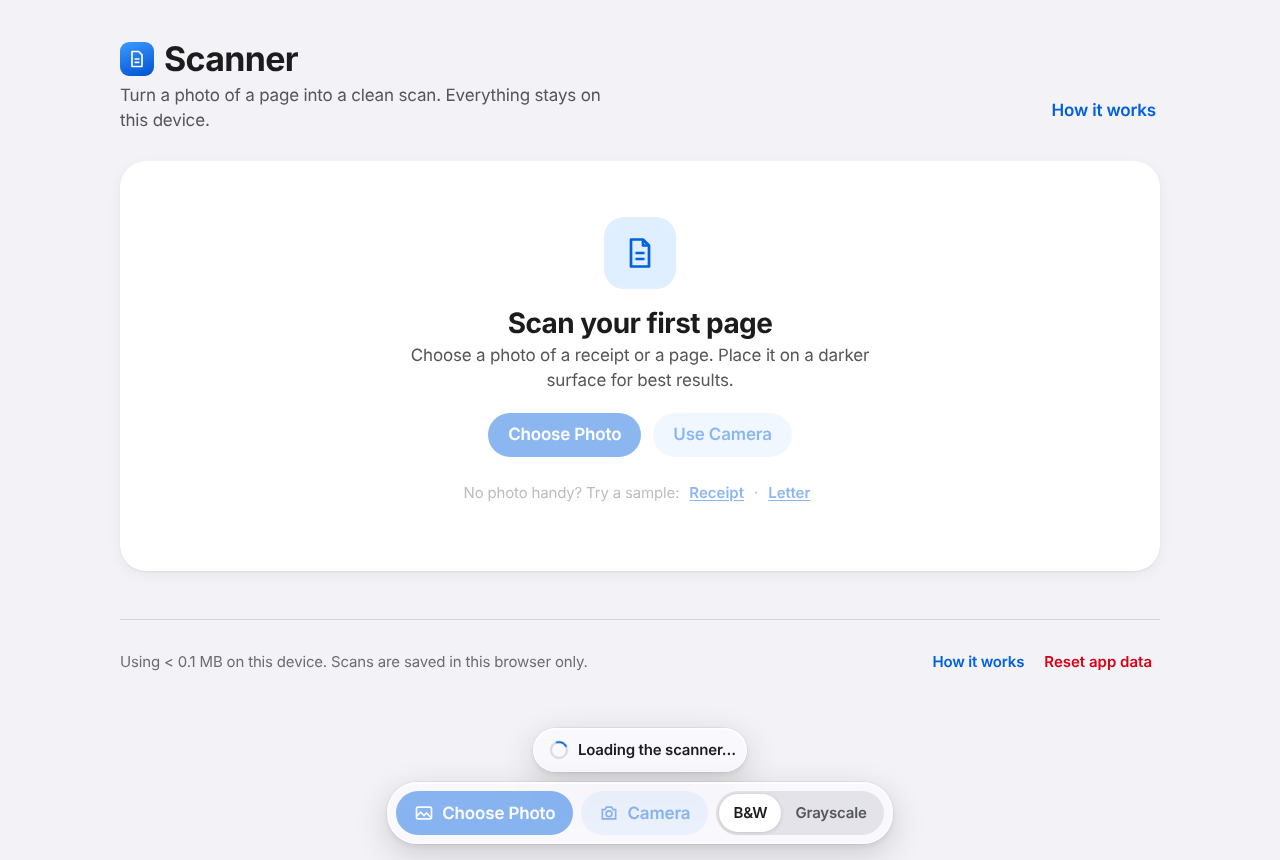 Scanner
Turn a photo of a page into a clean scan. Everything stays on
this device.
How it works
Scan your first page
Choose a photo of a receipt or a page. Place it on a darker
surface for best results.
Choose Photo
Use Camera
No photo handy? Try a sample: Receipt · Letter
Using < 0.1 MB on this device. Scans are saved in this browser only.
How it works
Reset app data
Loading the scanner…
Choose Photo
Camera
B&W
Grayscale